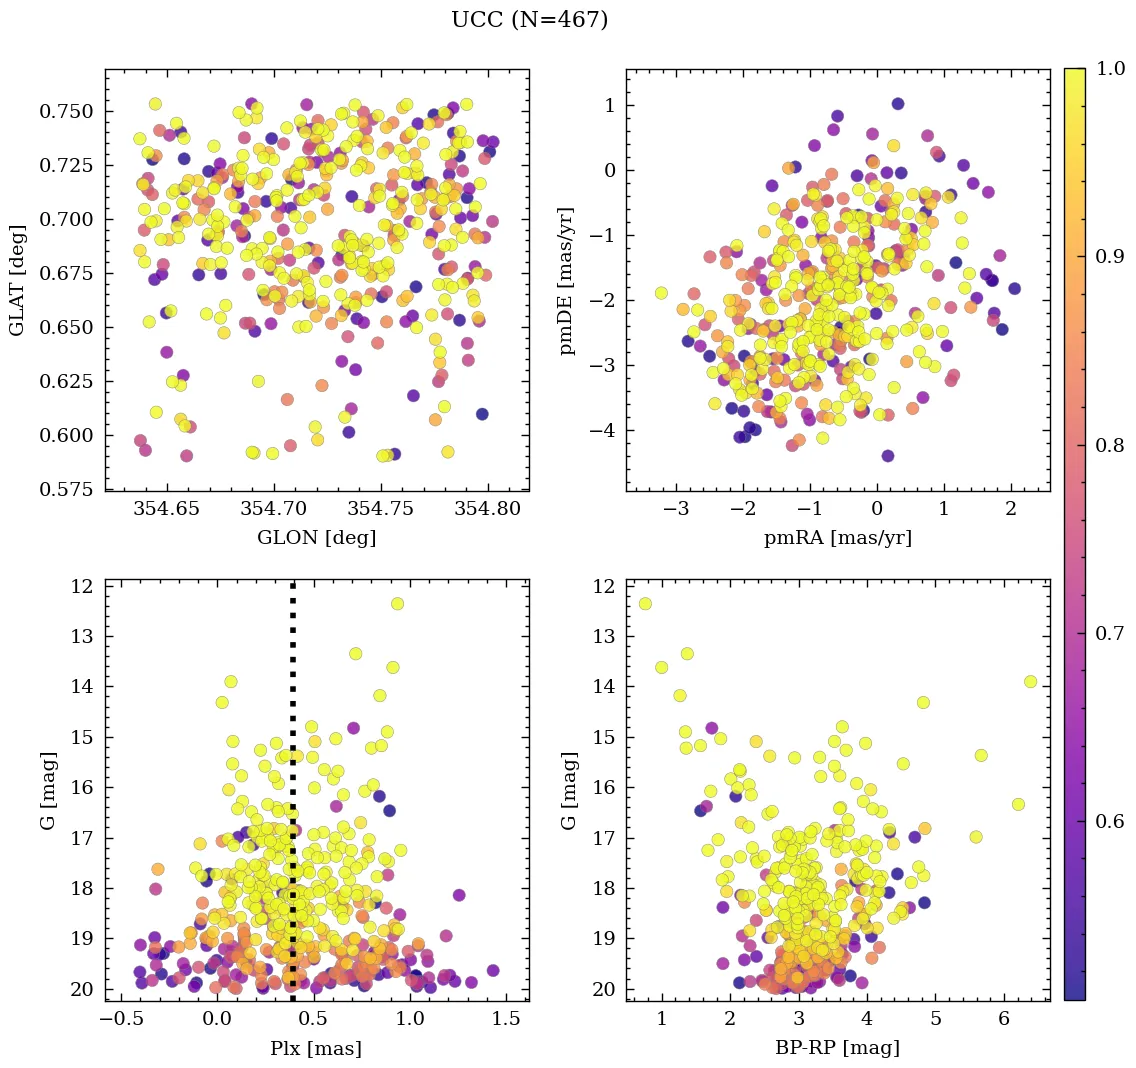 UCC (N=467)
0.750
0.725
0.700
0.675
0.650
0.625
0.600
0.575
GLAT [deg]
354.65 354.70 354.75 354.80
GLON [deg]
1
0
−1
−2
−3
−4
pmDE [mas/yr]
−3 −2 −1 0 1 2
pmRA [mas/yr]
12
13
14
15
16
17
18
19
20
G [mag]
−0.5 0.0 0.5 1.0 1.5
Plx [mas]
12
13
14
15
16
17
18
19
20
G [mag]
1 2 3 4 5 6
BP-RP [mag]
1.0
0.9
0.8
0.7
0.6